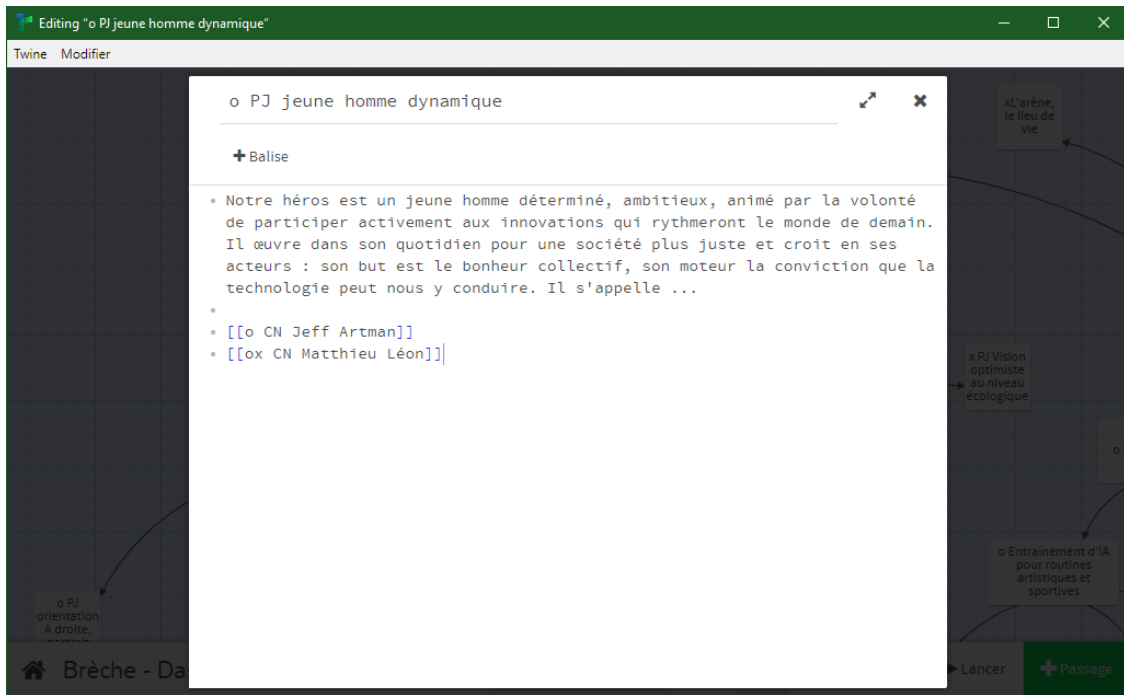 Editing "o PJ jeune homme dynamique"
Twine Modifier
o PJ jeune homme dynamique
Balise
Notre héros est un jeune homme déterminé, ambitieux, animé par la volonté
de participer activement aux innovations qui rythmeront le monde de demain.
Il œuvre dans son quotidien pour une société plus juste et croit en ses
acteurs : son but est le bonheur collectif, son moteur la conviction que la
technologie peut nous y conduire. Il s'appelle ...
[[o CN Jeff Artman]]
[[ox CN Matthieu Léon]]
xL'arène,
le lieu de
vie
x PJ Vision
optimiste
au niveau
écologique
o
o Entrainement d'IA
pour routines
artistiques et
sportives
o PJ
orientation
A droite,
portrait
Brèche - Da
Lancer
Passage